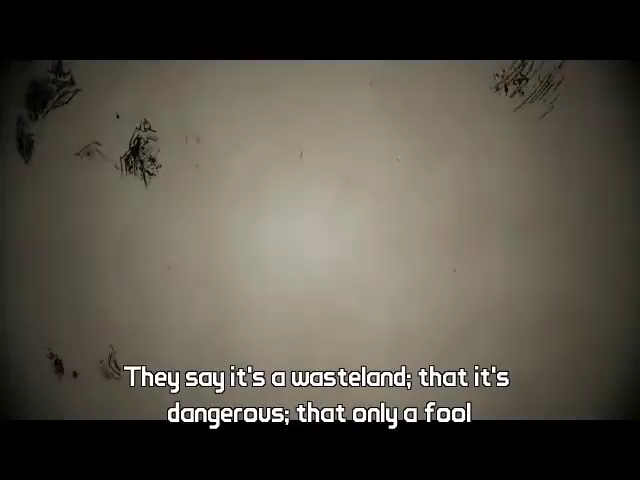 They say it's a wasteland; that it's
dangerous; that only a fool